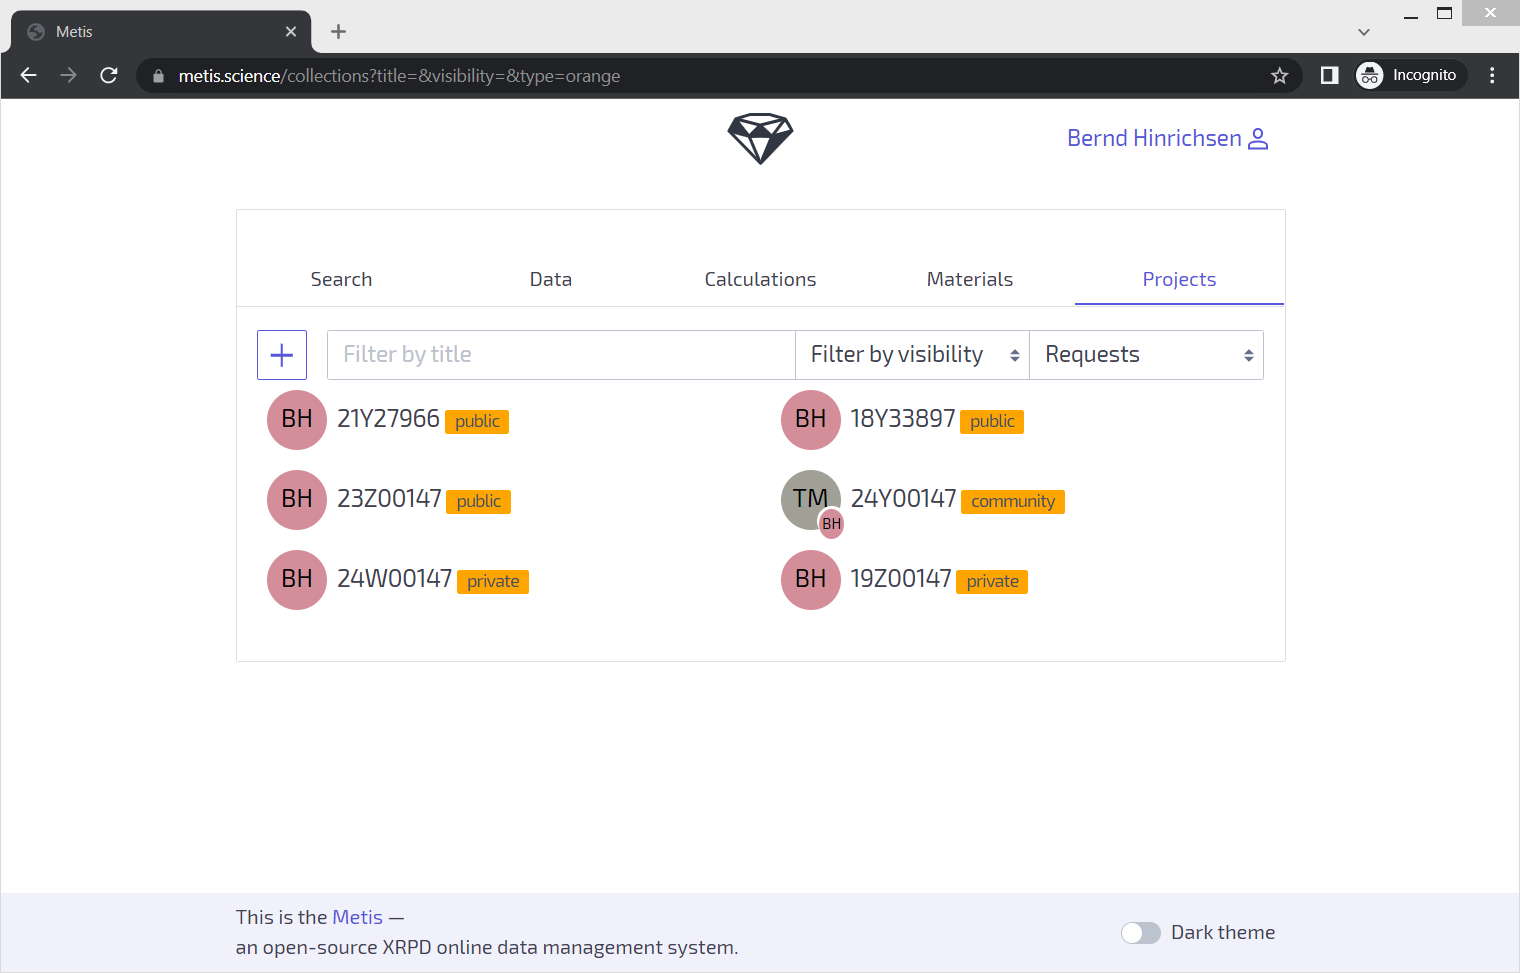 Metis
metis.science/collections?title=&visibility=&type=orange
Incognito
Bernd Hinrichsen
Search Data Calculations Materials Projects
Filter by title Filter by visibility Requests
BH 21Y27966 public BH 18Y33897 public
BH 23Z00147 public TM BH 24Y00147 community
BH 24W00147 private BH 19Z00147 private
This is the Metis —
an open-source XRPD online data management system.
Dark theme